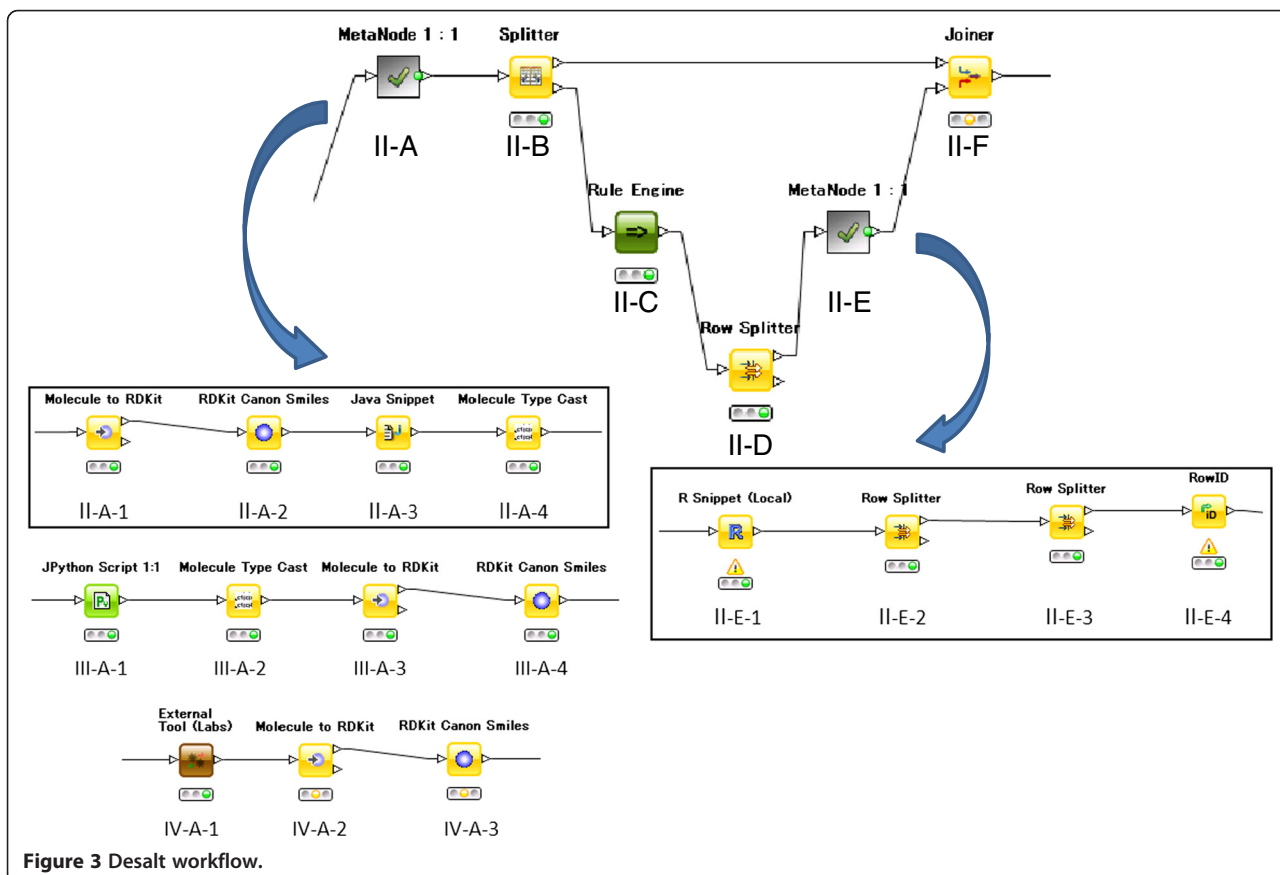 MetaNode 1 : 1
Splitter
Joiner
II-A
II-B
II-F
Rule Engine
MetaNode 1 : 1
II-C
II-E
Row Splitter
II-D
Molecule to RDKit
RDKit Canon Smiles
Java Snippet
Molecule Type Cast
II-A-1
II-A-2
II-A-3
II-A-4
R Snippet (Local)
Row Splitter
Row Splitter
RowID
II-E-1
II-E-2
II-E-3
II-E-4
JPython Script 1:1
Molecule Type Cast
Molecule to RDKit
RDKit Canon Smiles
III-A-1
III-A-2
III-A-3
III-A-4
External
Tool (Labs)
Molecule to RDKit
RDKit Canon Smiles
IV-A-1
IV-A-2
IV-A-3
Figure 3 Desalt workflow.